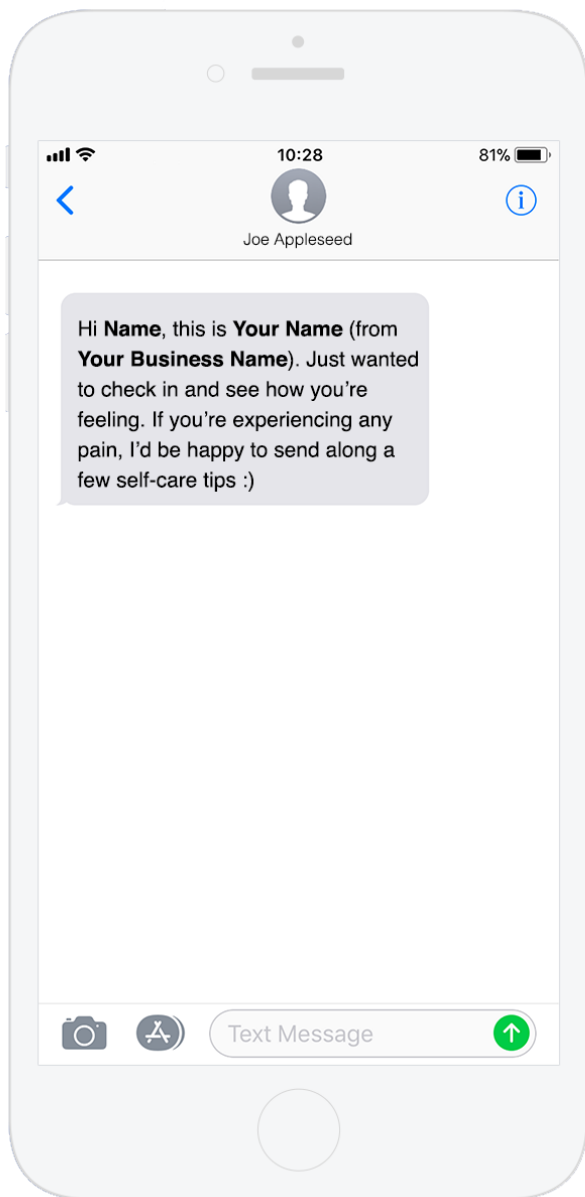 10:28
81%
Joe Appleseed
Hi Name, this is Your Name (from
Your Business Name). Just wanted
to check in and see how you’re
feeling. If you’re experiencing any
pain, I’d be happy to send along a
few self-care tips :)
Text Message